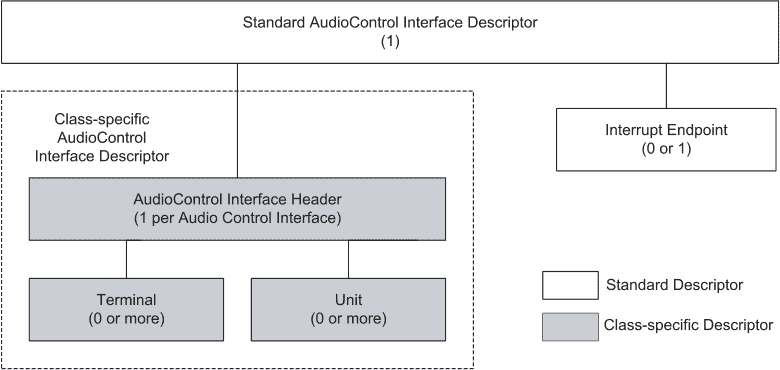 Standard AudioControl Interface Descriptor
(1)
Class-specific
AudioControl
Interface Descriptor
Interrupt Endpoint
(0 or 1)
AudioControl Interface Header
(1 per Audio Control Interface)
Terminal
(0 or more)
Unit
(0 or more)
Standard Descriptor
Class-specific Descriptor